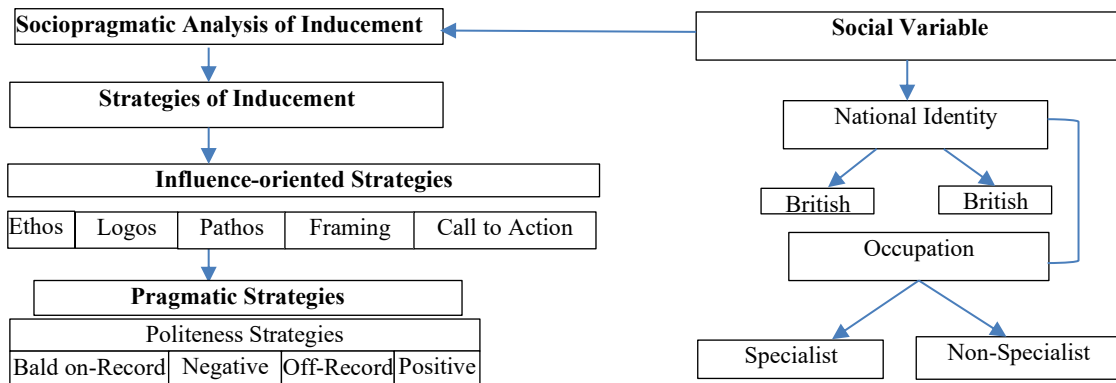 Sociopragmatic Analysis of Inducement
Strategies of Inducement
Influence-oriented Strategies
Ethos Logos Pathos Framing Call to Action
Pragmatic Strategies
Politeness Strategies
Bald on-Record Negative Off-Record Positive
Social Variable
National Identity
British British
Occupation
Specialist Non-Specialist